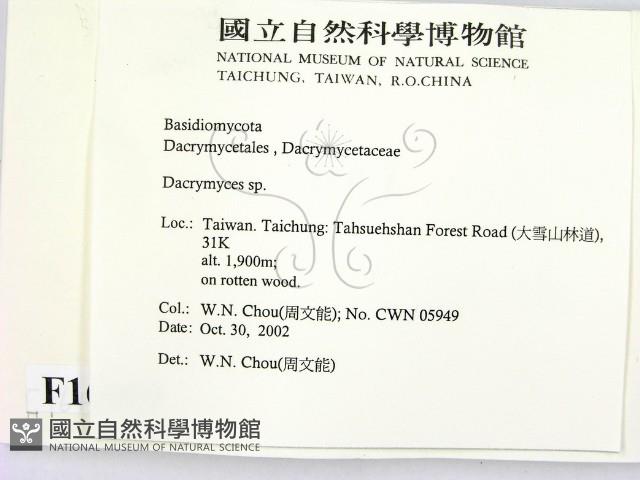 國立自然科學博物館
NATIONAL MUSEUM OF NATURAL SCIENCE
TAICHUNG, TAIWAN, R.O.CHINA
Basidiomycota
Dacrymycetales , Dacrymycetaceae
Dacrymyces sp.
Loc.: Taiwan. Taichung: Tahsuehshan Forest Road (大雪山林道),
31K
alt. 1,900m;
on rotten wood.
Col.: W.N. Chou(周文能); No. CWN 05949
Date: Oct. 30, 2002
Det.: W.N. Chou(周文能)
國立自然科學博物館
NATIONAL MUSEUM OF NATURAL SCIENCE